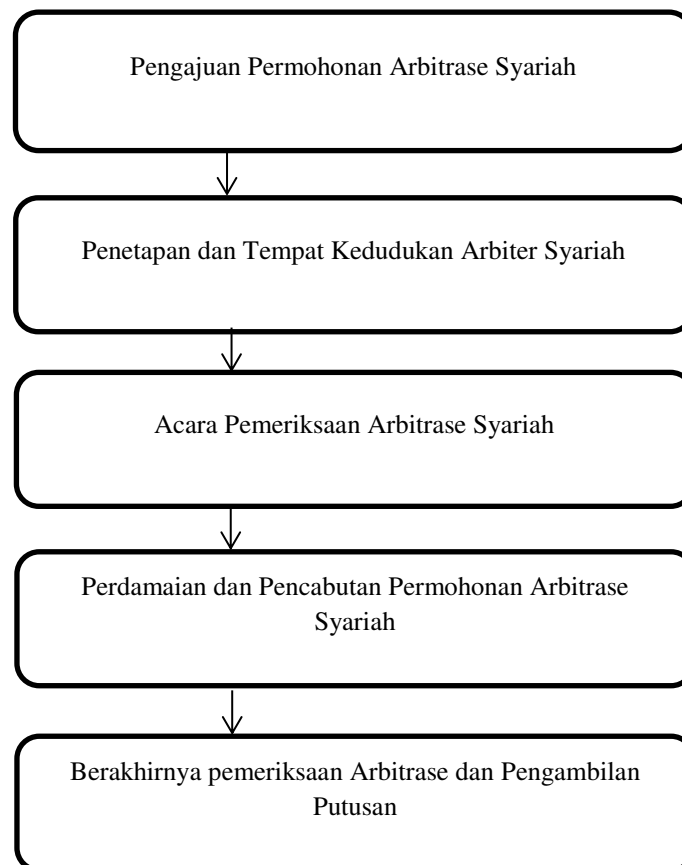 Pengajuan Permohonan Arbitrase Syariah
Penetapan dan Tempat Kedudukan Arbiter Syariah
Acara Pemeriksaan Arbitrase Syariah
Perdamaian dan Pencabutan Permohonan Arbitrase
Syariah
Berakhirnya pemeriksaan Arbitrase dan Pengambilan
Putusan